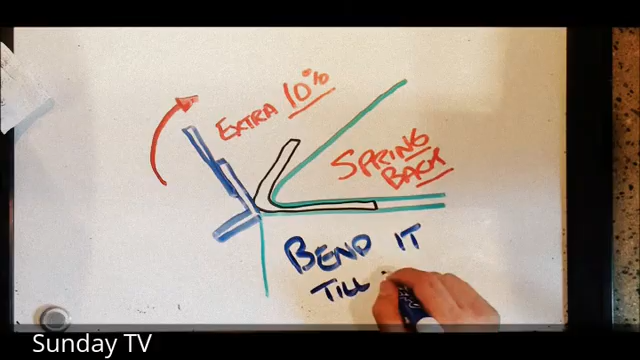 EXTRA 10%
SPRING
BACK
BEND IT
TILL
Sunday TV